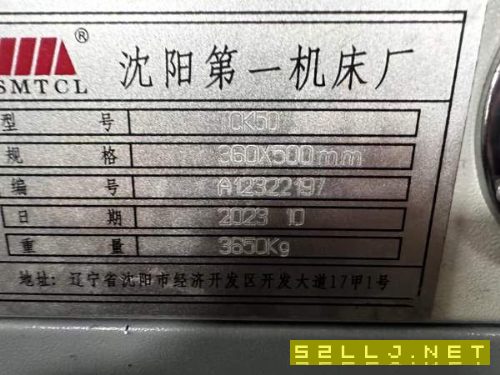 ®
SMTCL
沈阳第一机床厂
型 号 CK50
规 格 360X500mm
编 号 A12322197
日 期 2023 10
重 量 3650Kg
地址: 辽宁省沈阳市经济开发区开发大道17甲1号
52LLJ.NET